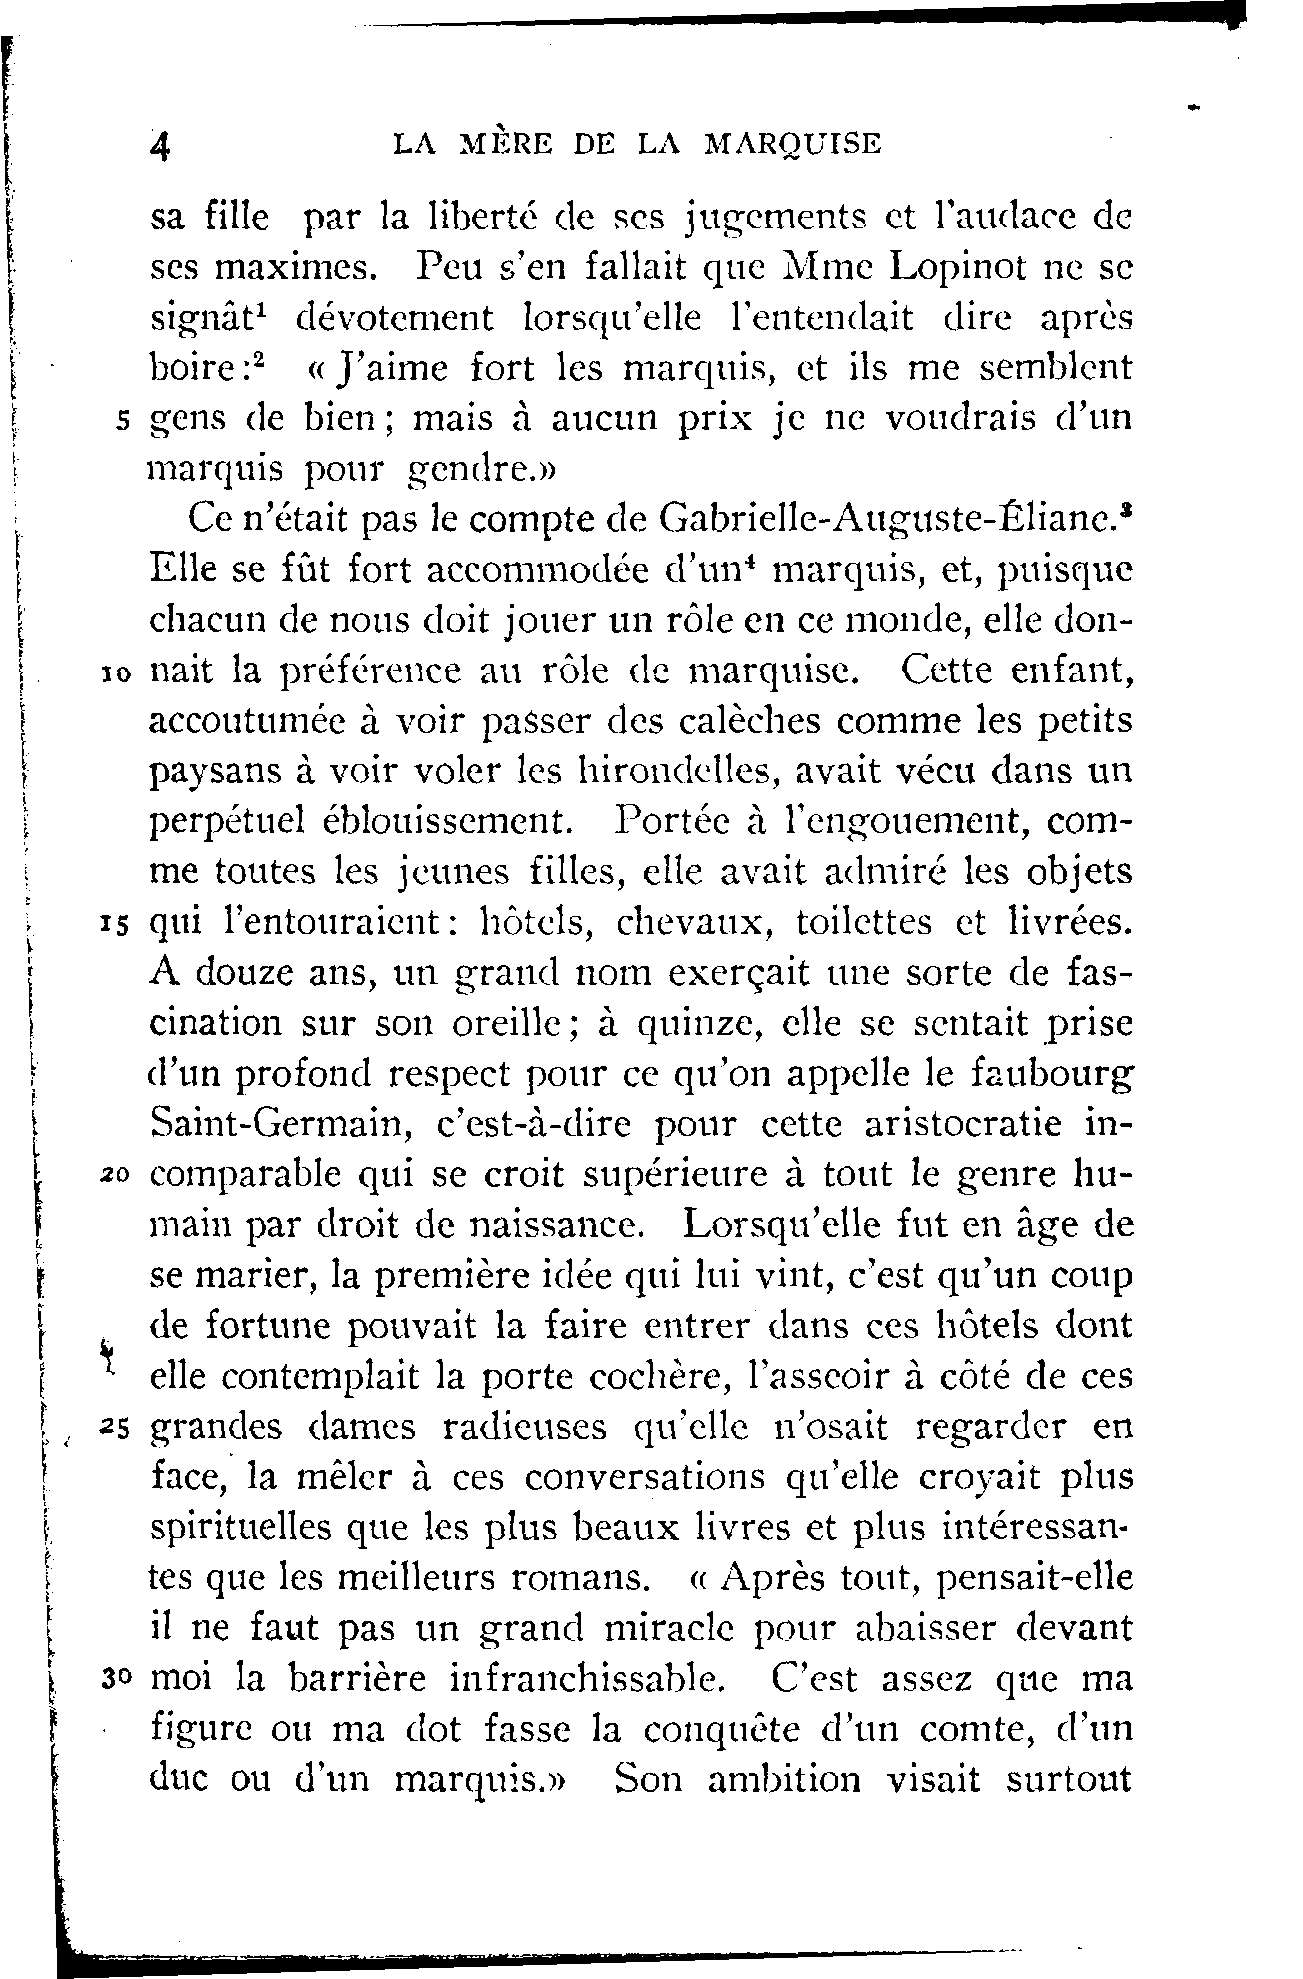 4 LA MÈRE DE LA MARQUISE
sa fille par la liberté de ses jugements et l'audace de
ses maximes. Peu s'en fallait que Mme Lopinot ne se
signât¹ dévotement lorsqu'elle l'entendait dire après
boire :² « J'aime fort les marquis, et ils me semblent
5 gens de bien ; mais à aucun prix je ne voudrais d'un
marquis pour gendre.»
Ce n'était pas le compte de Gabrielle-Auguste-Éliane.³
Elle se fût fort accommodée d'un⁴ marquis, et, puisque
chacun de nous doit jouer un rôle en ce monde, elle don-
10 nait la préférence au rôle de marquise. Cette enfant,
accoutumée à voir passer des calèches comme les petits
paysans à voir voler les hirondelles, avait vécu dans un
perpétuel éblouissement. Portée à l'engouement, com-
me toutes les jeunes filles, elle avait admiré les objets
15 qui l'entouraient : hôtels, chevaux, toilettes et livrées.
A douze ans, un grand nom exerçait une sorte de fas-
cination sur son oreille ; à quinze, elle se sentait prise
d'un profond respect pour ce qu'on appelle le faubourg
Saint-Germain, c'est-à-dire pour cette aristocratie in-
20 comparable qui se croit supérieure à tout le genre hu-
main par droit de naissance. Lorsqu'elle fut en âge de
se marier, la première idée qui lui vint, c'est qu'un coup
de fortune pouvait la faire entrer dans ces hôtels dont
elle contemplait la porte cochère, l'asseoir à côté de ces
25 grandes dames radieuses qu'elle n'osait regarder en
face, la mêler à ces conversations qu'elle croyait plus
spirituelles que les plus beaux livres et plus intéressan-
tes que les meilleurs romans. « Après tout, pensait-elle
il ne faut pas un grand miracle pour abaisser devant
30 moi la barrière infranchissable. C'est assez que ma
figure ou ma dot fasse la conquête d'un comte, d'un
duc ou d'un marquis.» Son ambition visait surtout